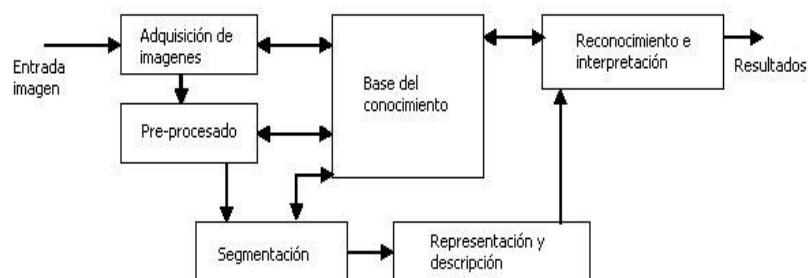 Entrada
imagen
Adquisición de
imagenes
Pre-procesado
Base del
conocimiento
Reconocimiento e
interpretación
Resultados
Segmentación
Representación y
descripción